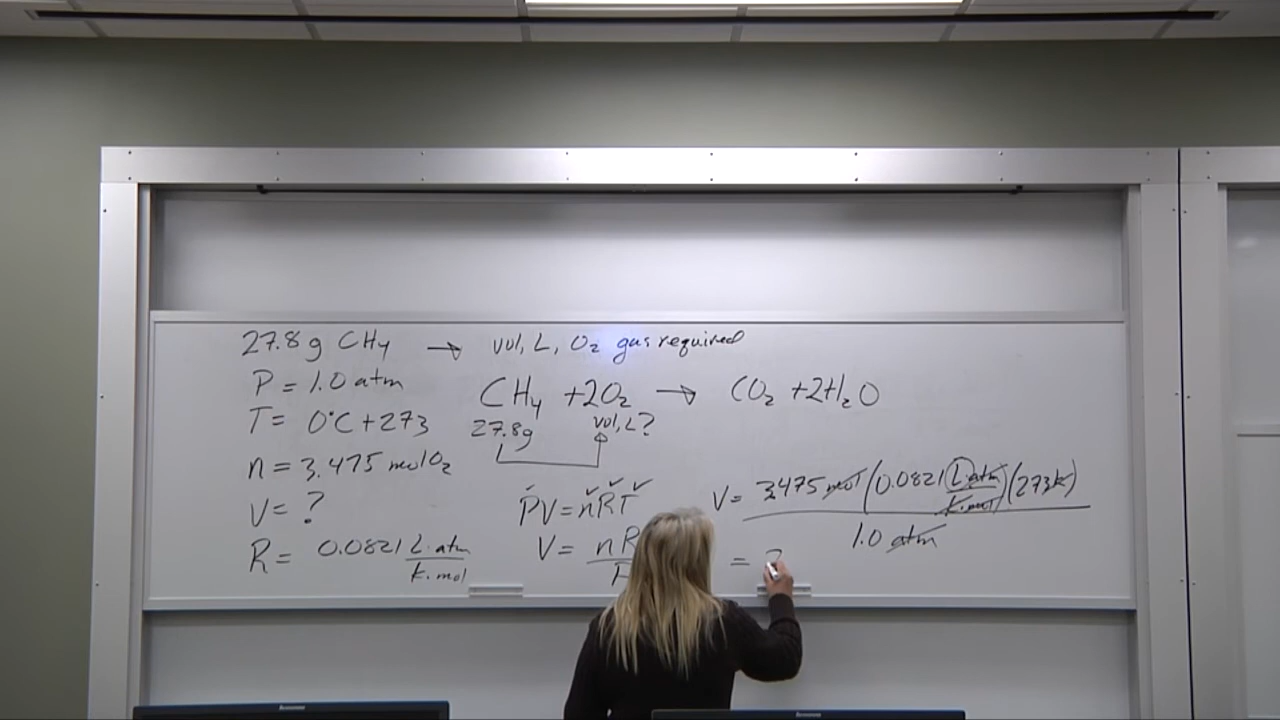 27.8g CH4 → vol, L, O2 gas required
P = 1.0 atm
T = 0°C + 273
n = 3.475 mol O2
V = ?
R = 0.0821 L·atm / K·mol
CH4 + 2O2 → CO2 + 2H2O
27.8g vol, L?
PV = nRT
V = nR
V = 3.475 mol (0.0821 L·atm / K·mol) (273K) / 1.0 atm
=